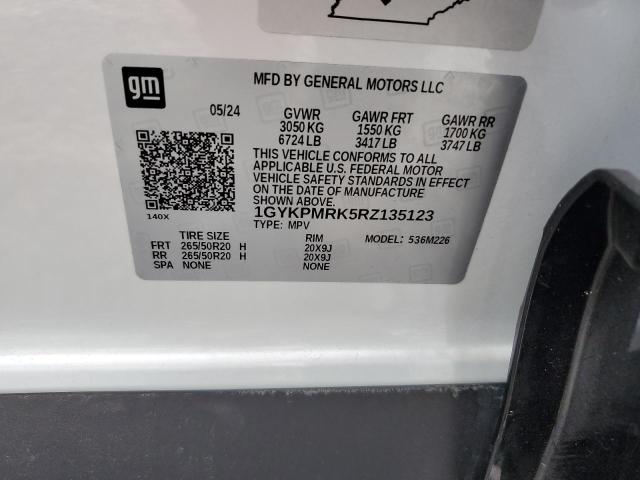 gm
MFD BY GENERAL MOTORS LLC
05/24 GVWR GAWR FRT GAWR RR
3050 KG 1550 KG 1700 KG
6724 LB 3417 LB 3747 LB
THIS VEHICLE CONFORMS TO ALL
APPLICABLE U.S. FEDERAL MOTOR
VEHICLE SAFETY STANDARDS IN EFFECT
ON THE DATE OF MANUFACTURE
SHOWN ABOVE.
140X
1GYKPMRK5RZ135123
TYPE: MPV MODEL: 536M226
TIRE SIZE RIM
FRT 265/50R20 H 20X9J
RR 265/50R20 H 20X9J
SPA NONE NONE